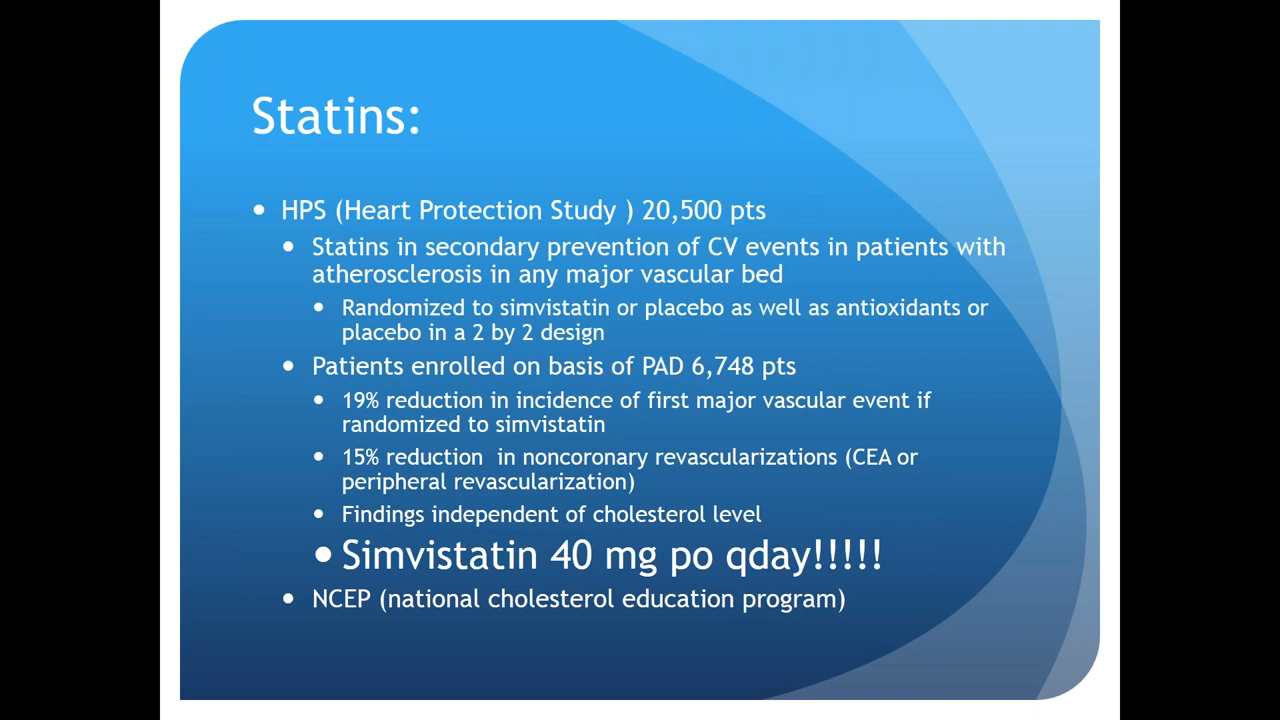 Statins:
• HPS (Heart Protection Study ) 20,500 pts
• Statins in secondary prevention of CV events in patients with
atherosclerosis in any major vascular bed
• Randomized to simvistatin or placebo as well as antioxidants or
placebo in a 2 by 2 design
• Patients enrolled on basis of PAD 6,748 pts
• 19% reduction in incidence of first major vascular event if
randomized to simvistatin
• 15% reduction  in noncoronary revascularizations (CEA or
peripheral revascularization)
• Findings independent of cholesterol level
• Simvistatin 40 mg po qday!!!!!
• NCEP (national cholesterol education program)